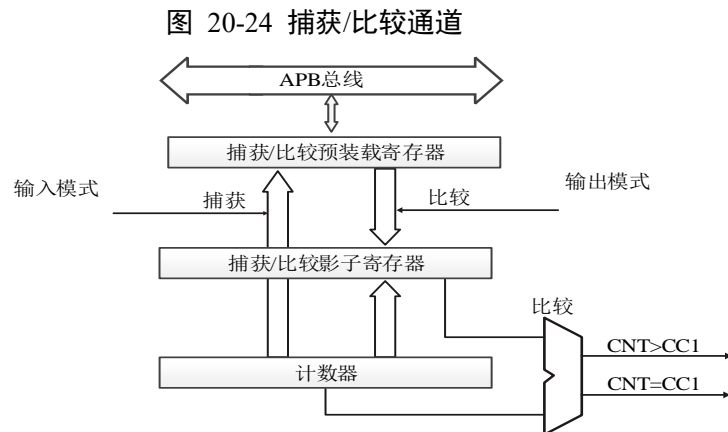 图 20-24 捕获/比较通道
APB总线
捕获/比较预装载寄存器
输入模式
捕获
比较
输出模式
捕获/比较影子寄存器
比较
CNT>CC1
计数器
CNT=CC1